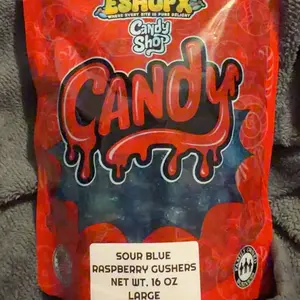 ESHOPX
WHERE EVERY BITE IS PURE DELIGHT
Candy
Shop
CANDY
SOUR BLUE
RASPBERRY GUSHERS
NET WT. 16 OZ
LARGE